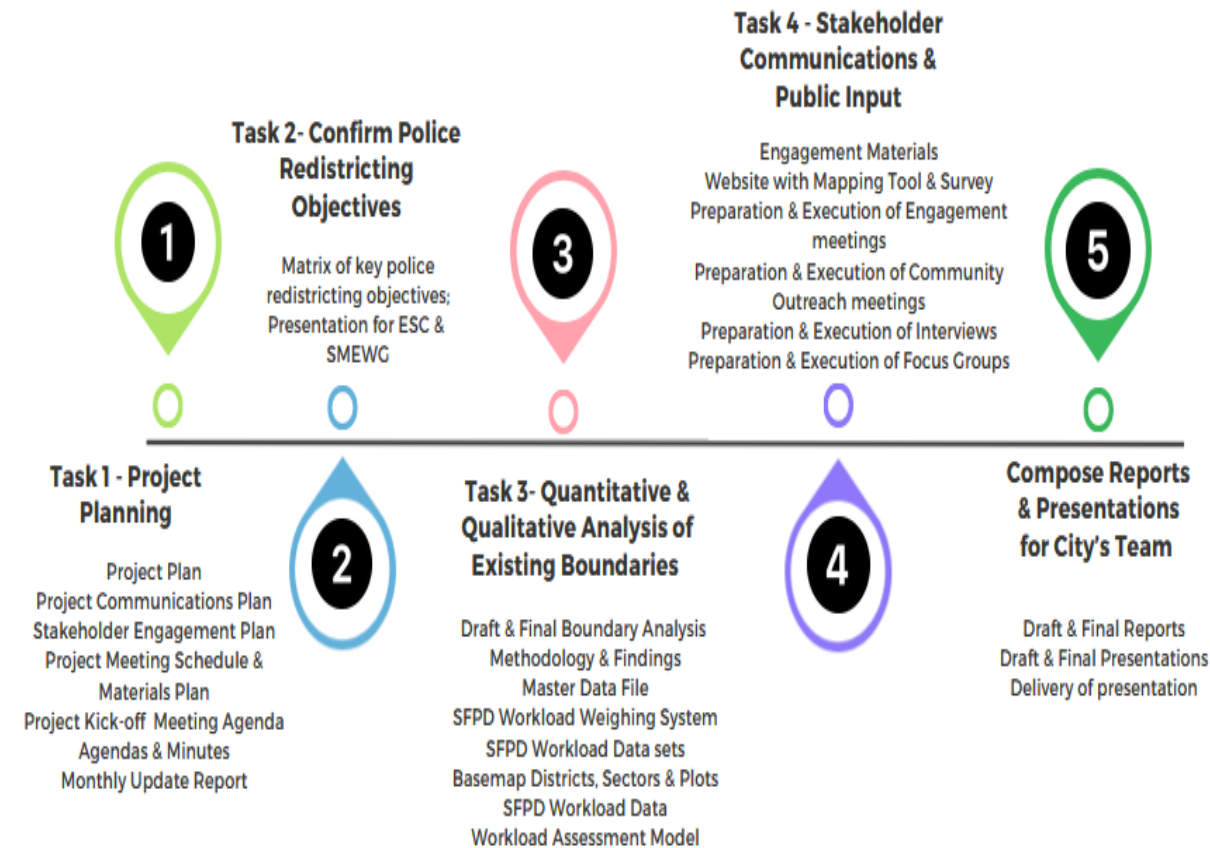 1
Task 1 - Project
Planning
Project Plan
Project Communications Plan
Stakeholder Engagement Plan
Project Meeting Schedule &
Materials Plan
Project Kick-off Meeting Agenda
Agendas & Minutes
Monthly Update Report
Task 2- Confirm Police
Redistricting
Objectives
Matrix of key police
redistricting objectives;
Presentation for ESC &
SMEWG
2
3
Task 3- Quantitative &
Qualitative Analysis of
Existing Boundaries
Draft & Final Boundary Analysis
Methodology & Findings
Master Data File
SFPD Workload Weighing System
SFPD Workload Data sets
Basemap Districts, Sectors & Plots
SFPD Workload Data
Workload Assessment Model
Task 4 - Stakeholder
Communications &
Public Input
Engagement Materials
Website with Mapping Tool & Survey
Preparation & Execution of Engagement
meetings
Preparation & Execution of Community
Outreach meetings
Preparation & Execution of Interviews
Preparation & Execution of Focus Groups
4
5
Compose Reports
& Presentations
for City's Team
Draft & Final Reports
Draft & Final Presentations
Delivery of presentation